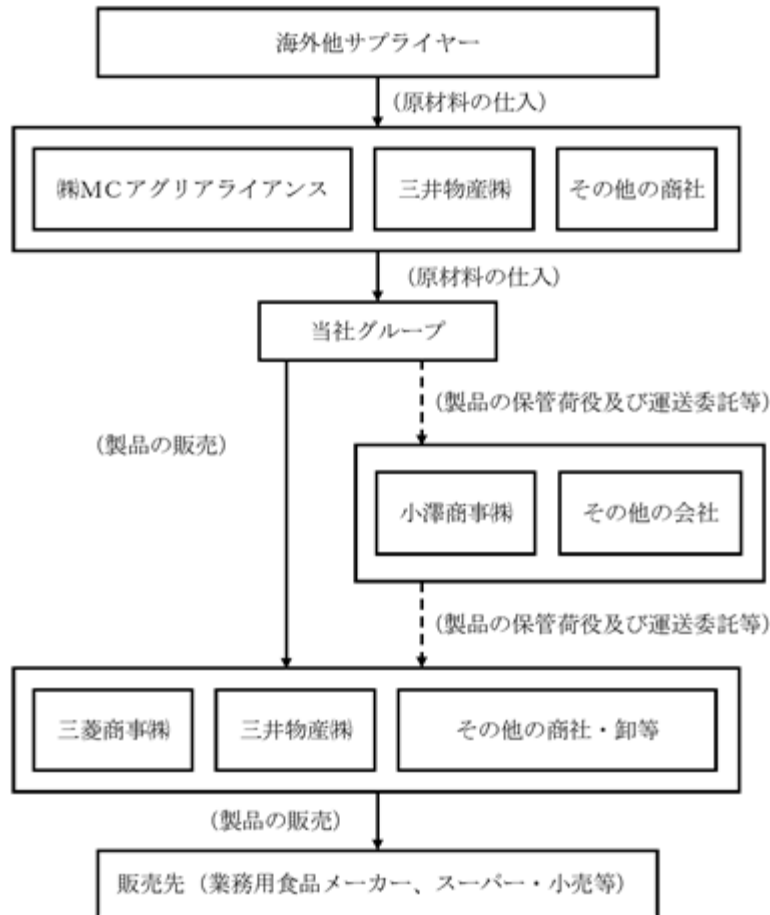 海外他サプライヤー
(原材料の仕入)
㈱MCアグリアライアンス
三井物産㈱
その他の商社
(原材料の仕入)
当社グループ
(製品の保管荷役及び運送委託等)
(製品の販売)
小澤商事㈱
その他の会社
(製品の保管荷役及び運送委託等)
三菱商事㈱
三井物産㈱
その他の商社・卸等
(製品の販売)
販売先（業務用食品メーカー、スーパー・小売等）